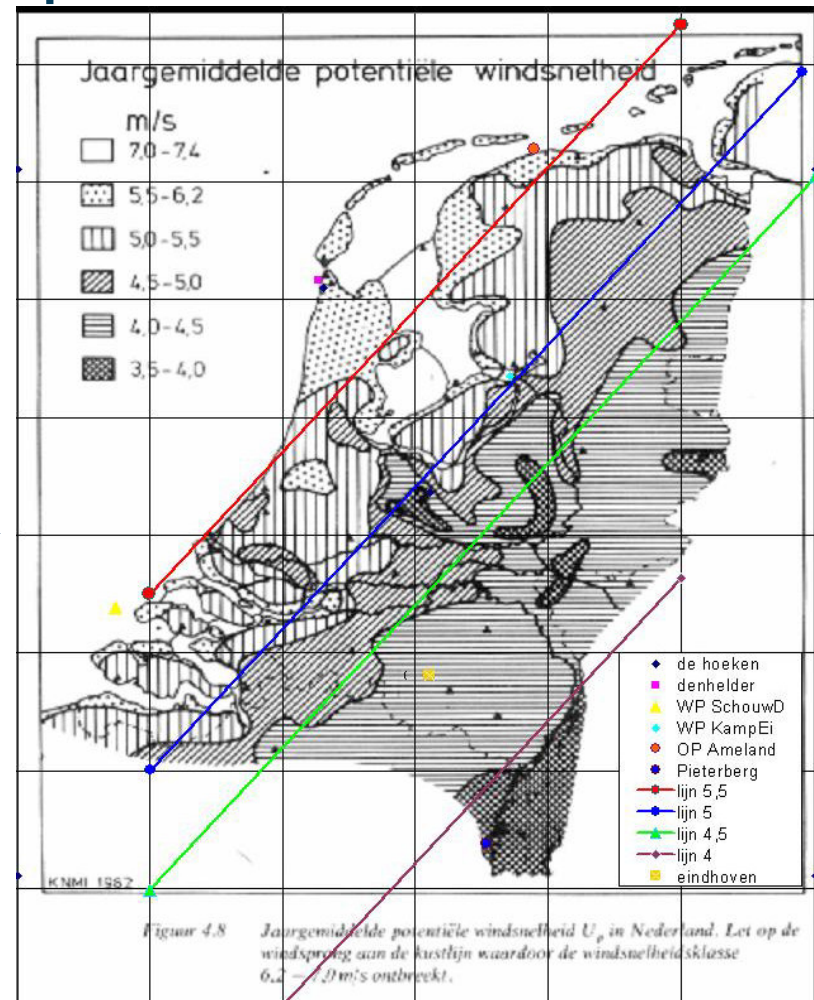 Jaargemiddelde potentiële windsnelheid
m/s
7,0-7,4
5,5-6,2
5,0-5,5
4,5-5,0
4,0-4,5
3,5-4,0
de hoeken
denhelder
WP SchouwD
WP KampEi
OP Ameland
Pieterberg
lijn 5,5
lijn 5
lijn 4,5
lijn 4
eindhoven
KNMI 1982
Figuur 4.8 Jaargemiddelde potentiële windsnelheid Up in Nederland. Let op de
windsprong aan de kustlijn waardoor de windsnelheidsklasse
6,2 – 7,0 m/s ontbreekt.